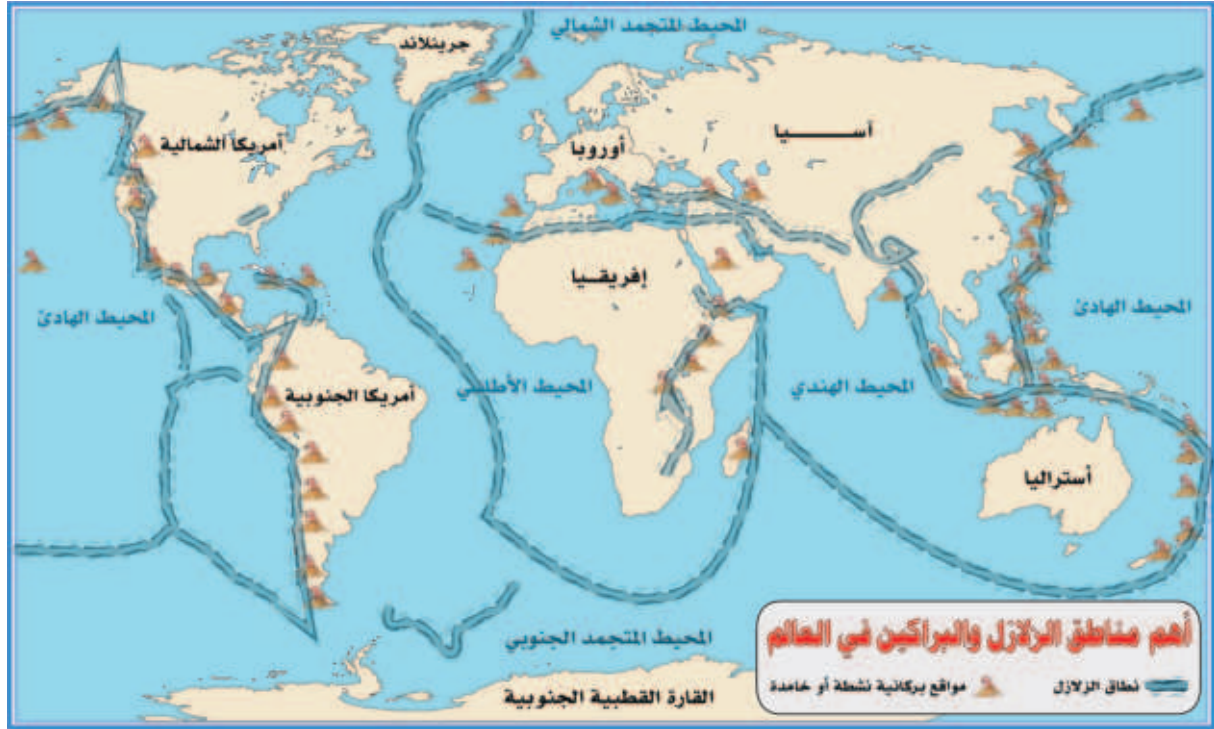 المحيط المتجمد الشمالي
جرينلاند
أمريكا الشمالية
أوروبا
آسـيا
إفريقيا
المحيط الهادئ
المحيط الهادئ
أمريكا الجنوبية
المحيط الأطلسي
المحيط الهندي
أستراليا
المحيط المتجمد الجنوبي
القارة القطبية الجنوبية
أهم مناطق الزلازل والبراكين في العالم
نطاق الزلازل
مواقع بركانية نشطة أو خامدة